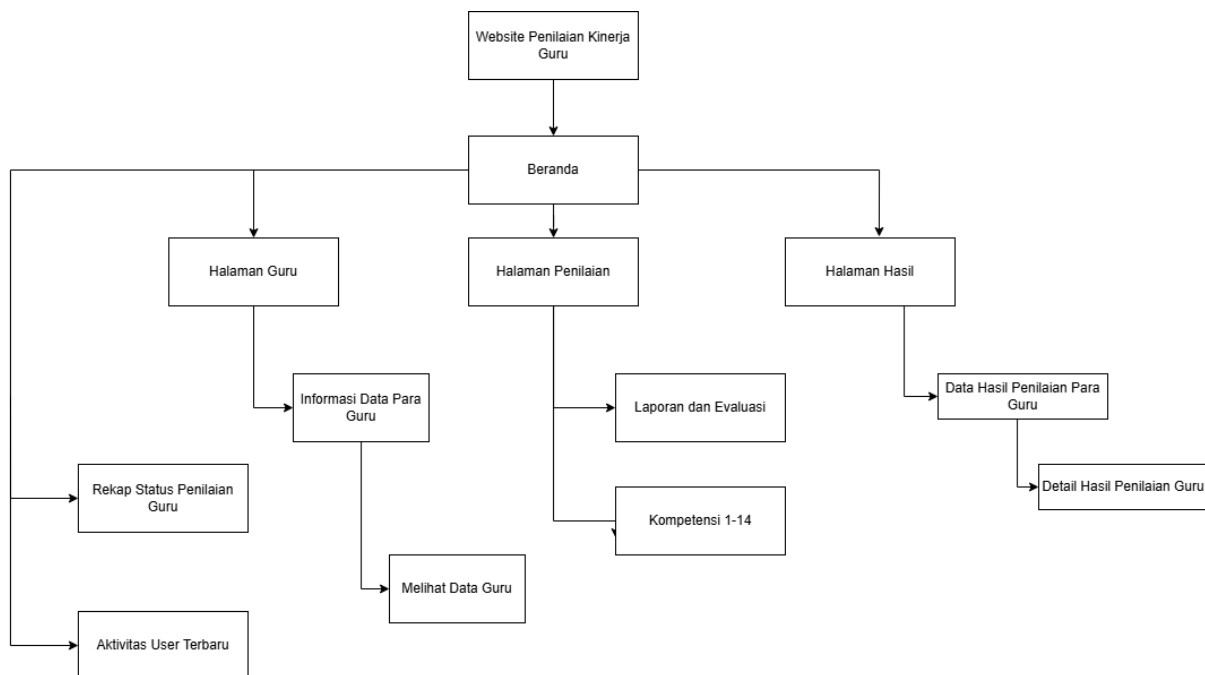 Website Penilaian Kinerja
Guru
Beranda
Halaman Guru
Halaman Penilaian
Halaman Hasil
Informasi Data Para
Guru
Laporan dan Evaluasi
Data Hasil Penilaian Para
Guru
Rekap Status Penilaian
Guru
Detail Hasil Penilaian Guru
Kompetensi 1-14
Melihat Data Guru
Aktivitas User Terbaru